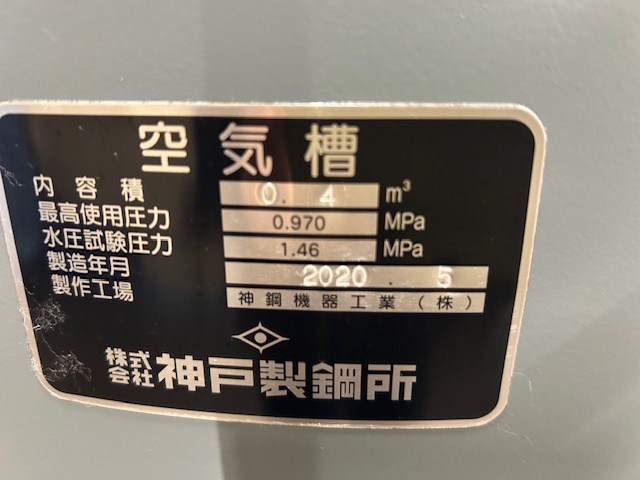 空気槽
内容積 0.4 m³
最高使用圧力 0.970 MPa
水圧試験圧力 1.46 MPa
製造年月 2020.5
製作工場 神鋼機器工業(株)
株式会社 神戸製鋼所